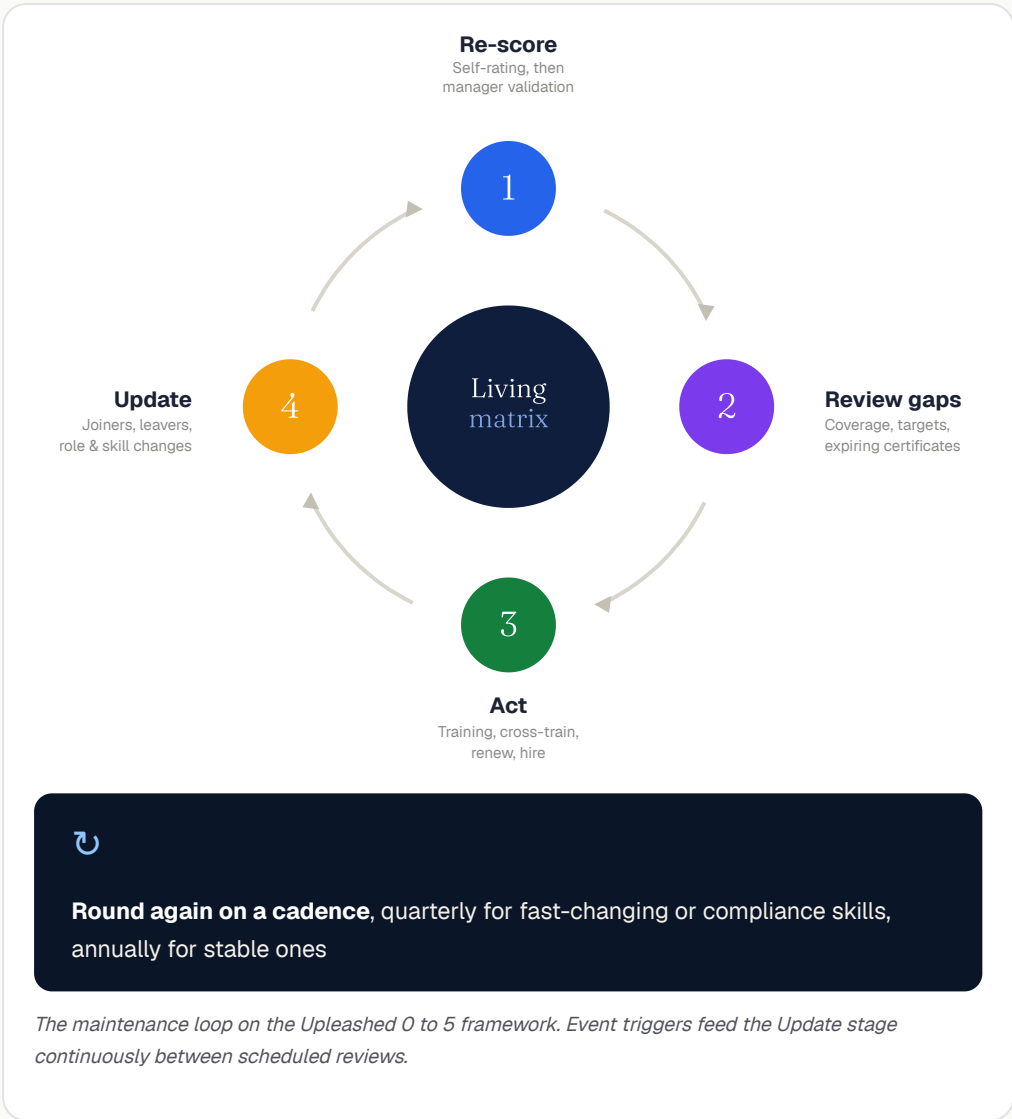 Re-score
Self-rating, then
manager validation
1
Living
matrix
4
Update
Joiners, leavers,
role & skill changes
2
Review gaps
Coverage, targets,
expiring certificates
3
Act
Training, cross-train,
renew, hire
↻
Round again on a cadence, quarterly for fast-changing or compliance skills,
annually for stable ones
The maintenance loop on the Upleashed 0 to 5 framework. Event triggers feed the Update stage
continuously between scheduled reviews.